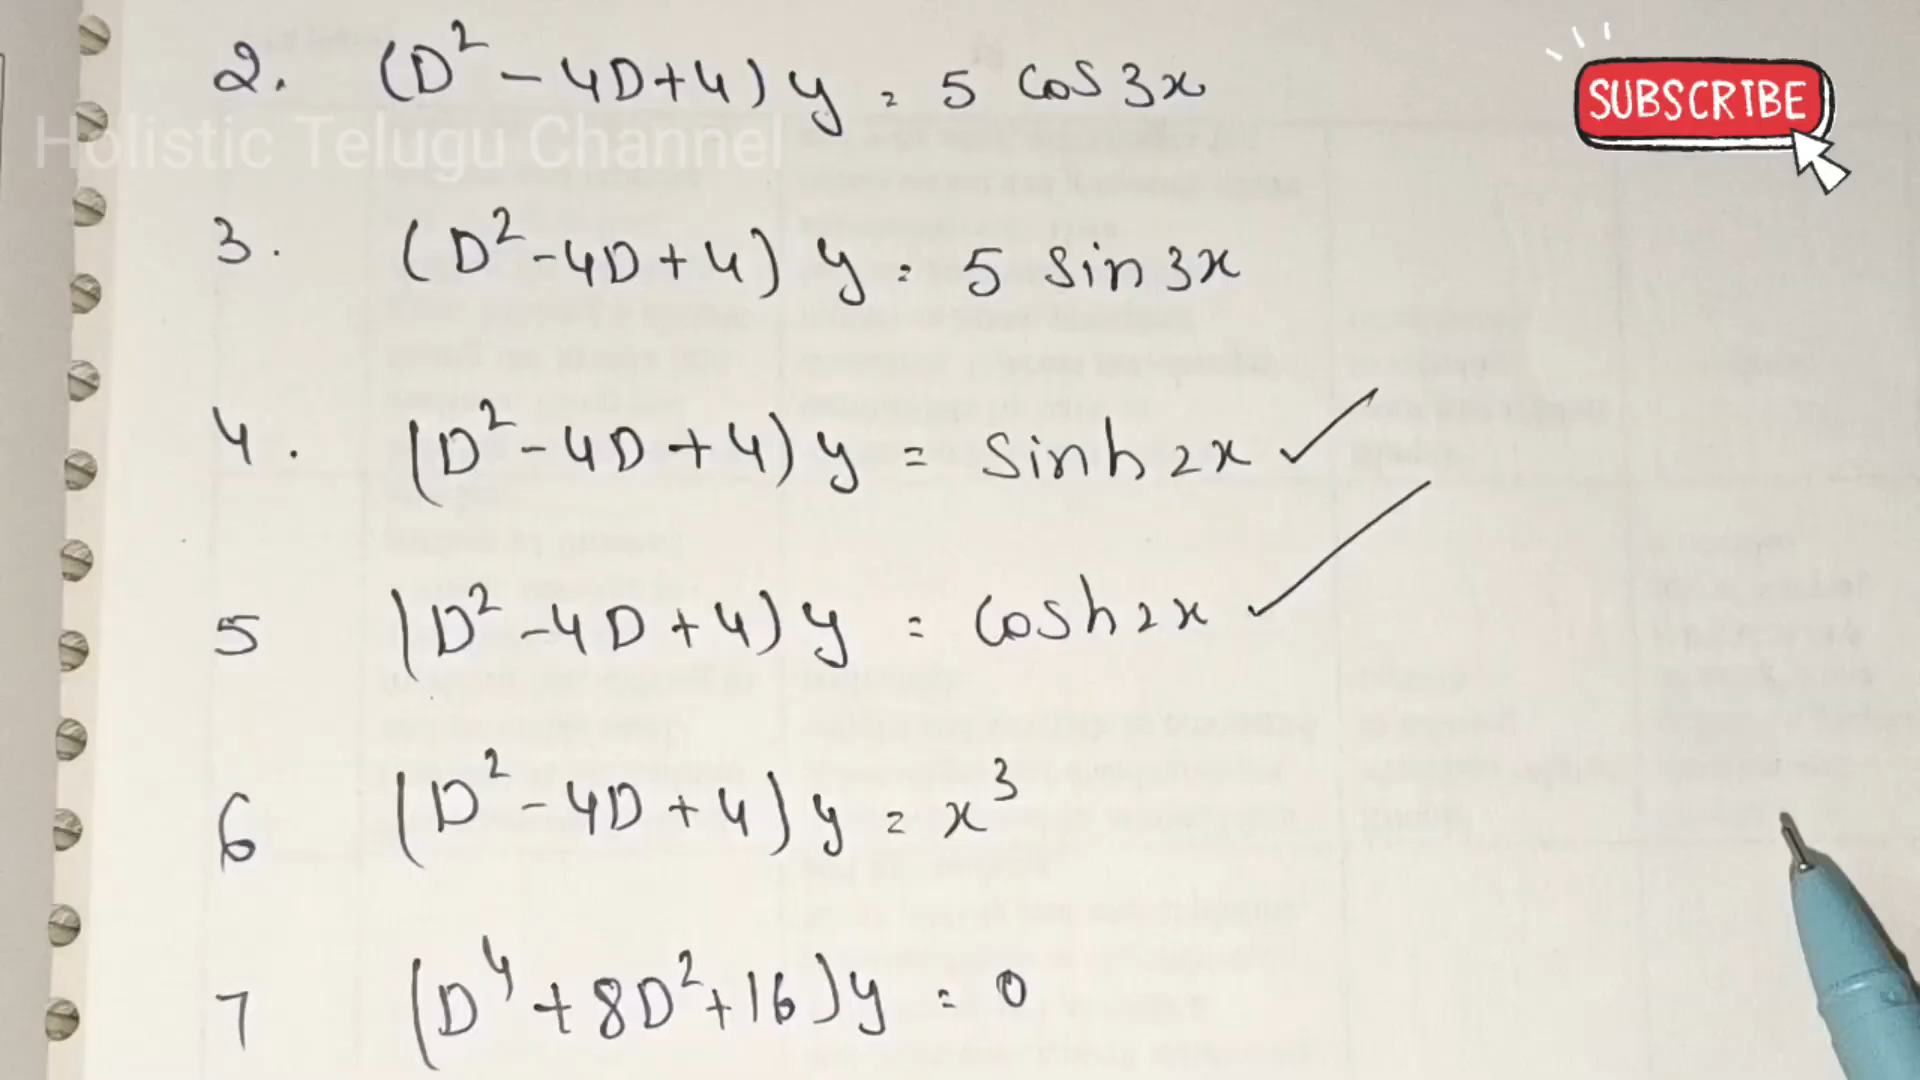 2. (D² - 4D+4) y = 5 cos 3x
SUBSCRIBE
Holistic Telugu Channel
3. (D² - 4D+4) y = 5 sin 3x
4. (D² - 4D+4) y = sinh 2x ✓
5 (D² - 4D+4) y = cosh 2x ✓
6 (D² - 4D+4) y = x³
7 (D⁴ + 8D² + 16) y = 0